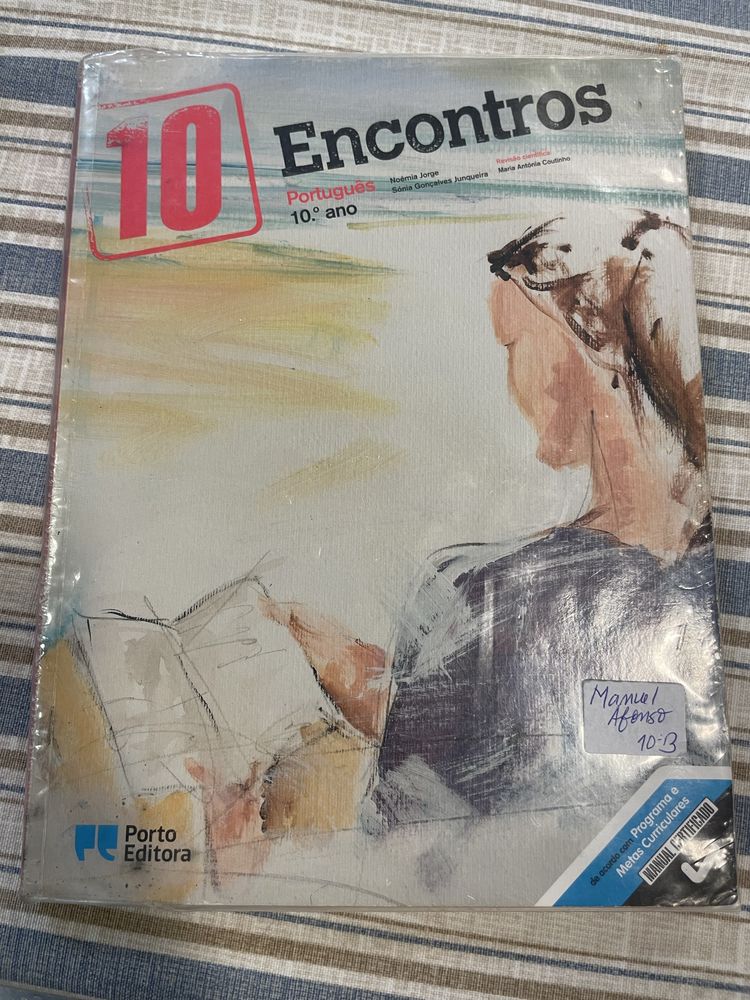 10
Encontros
Português
10.º ano
Noémia Jorge
Sónia Gonçalves Junqueira
Revisão científica
Maria Antónia Coutinho
Manuel
Afonso
10-B
Porto
Editora
de acordo com Programa e
Metas Curriculares
MANUAL CERTIFICADO